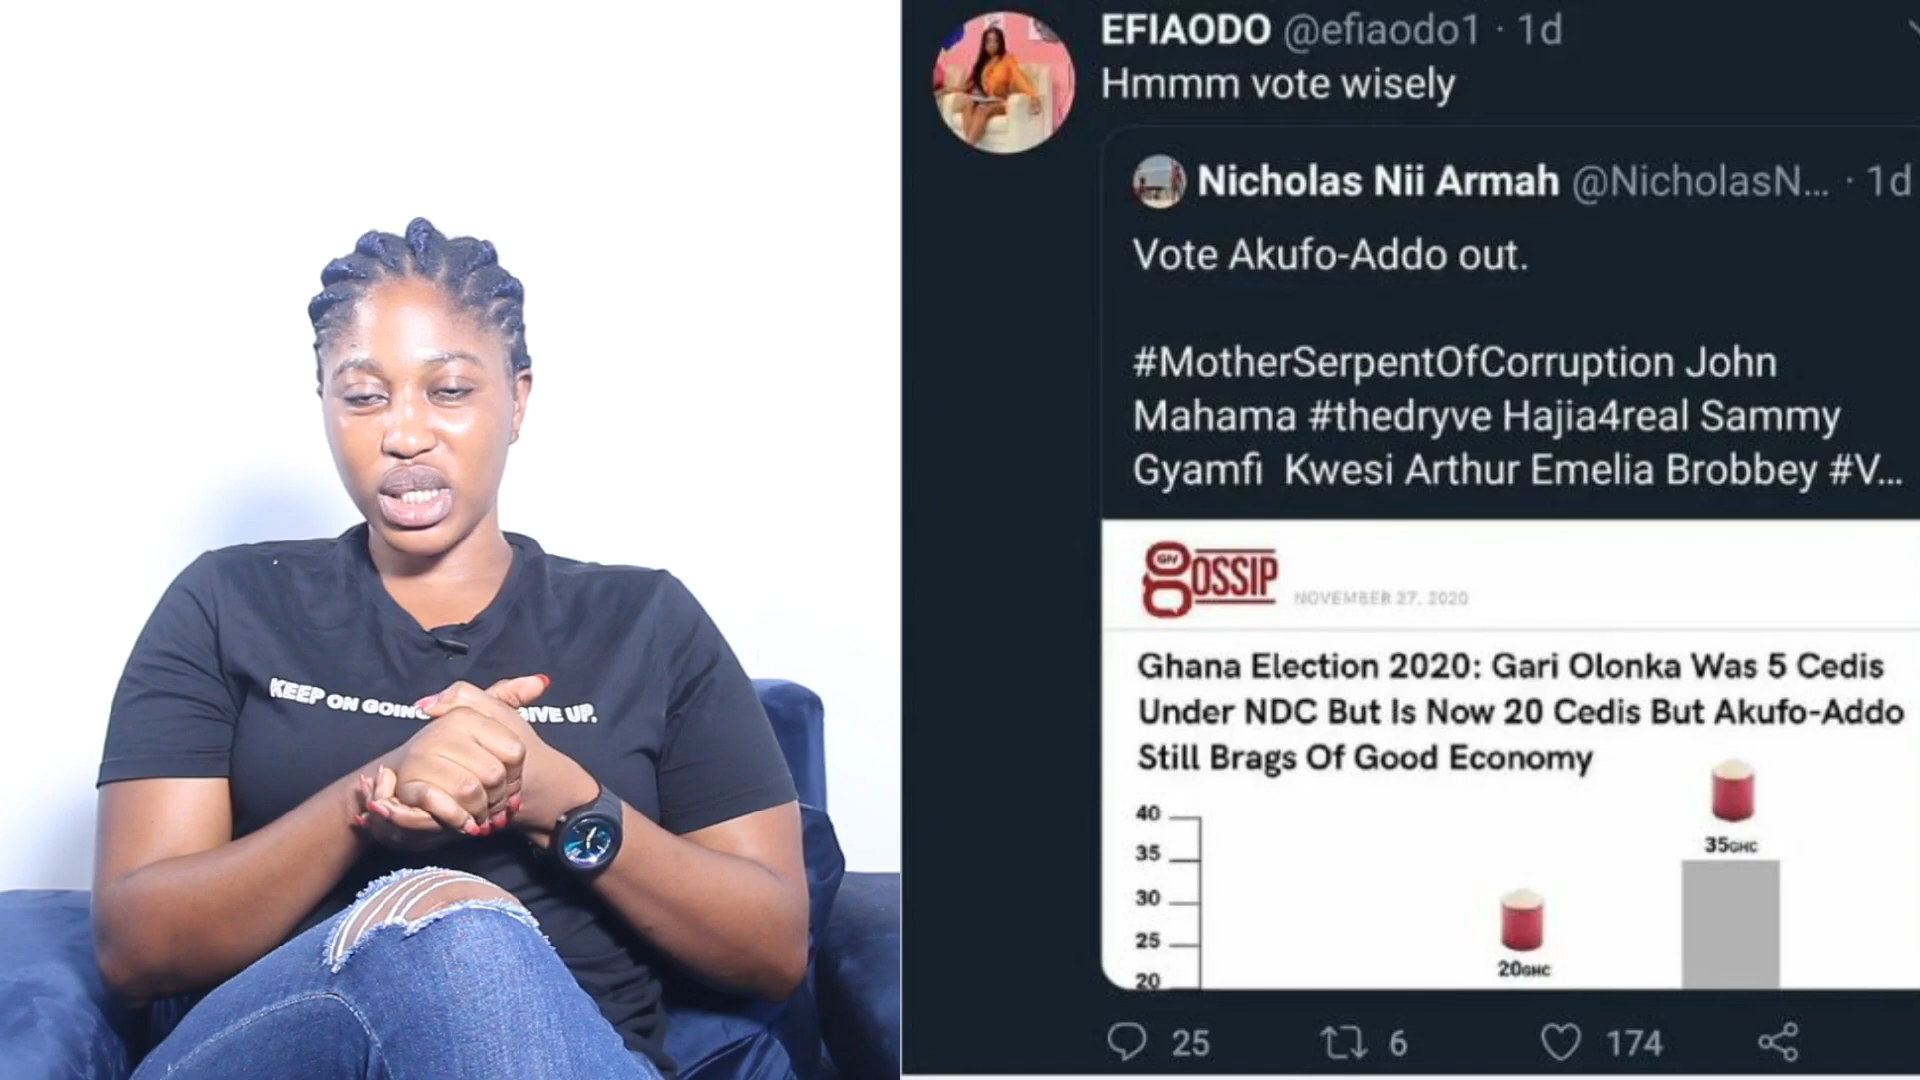 KEEP ON GOING
GIVE UP.
EFIAODO @efiaodo1 · 1d
Hmmm vote wisely
Nicholas Nii Armah @NicholasN... · 1d
Vote Akufo-Addo out.
#MotherSerpentOfCorruption John
Mahama #thedryve Hajia4real Sammy
Gyamfi Kwesi Arthur Emelia Brobbey #V...
GH gOSSIP
NOVEMBER 27, 2020
Ghana Election 2020: Gari Olonka Was 5 Cedis
Under NDC But Is Now 20 Cedis But Akufo-Addo
Still Brags Of Good Economy
40
35
30
25
20
35GHC
20GHC
25
6
174